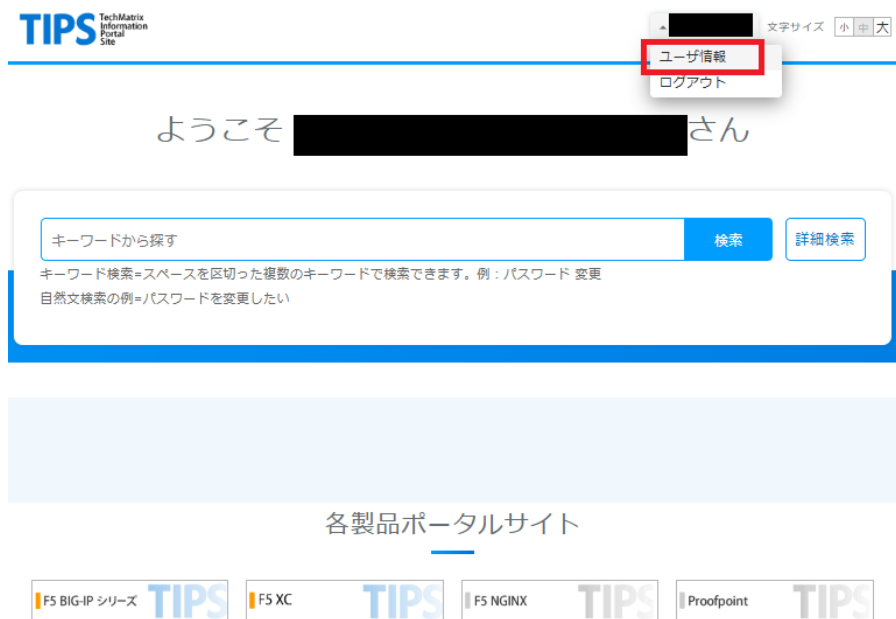 TIPS TechMatrix
Information
Portal
Site
文字サイズ 小 中 大
ユーザ情報
ログアウト
ようこそ さん
キーワードから探す 検索 詳細検索
キーワード検索=スペースを区切った複数のキーワードで検索できます。例：パスワード 変更
自然文検索の例=パスワードを変更したい
各製品ポータルサイト
F5 BIG-IP シリーズ TIPS F5 XC TIPS F5 NGINX TIPS Proofpoint TIPS